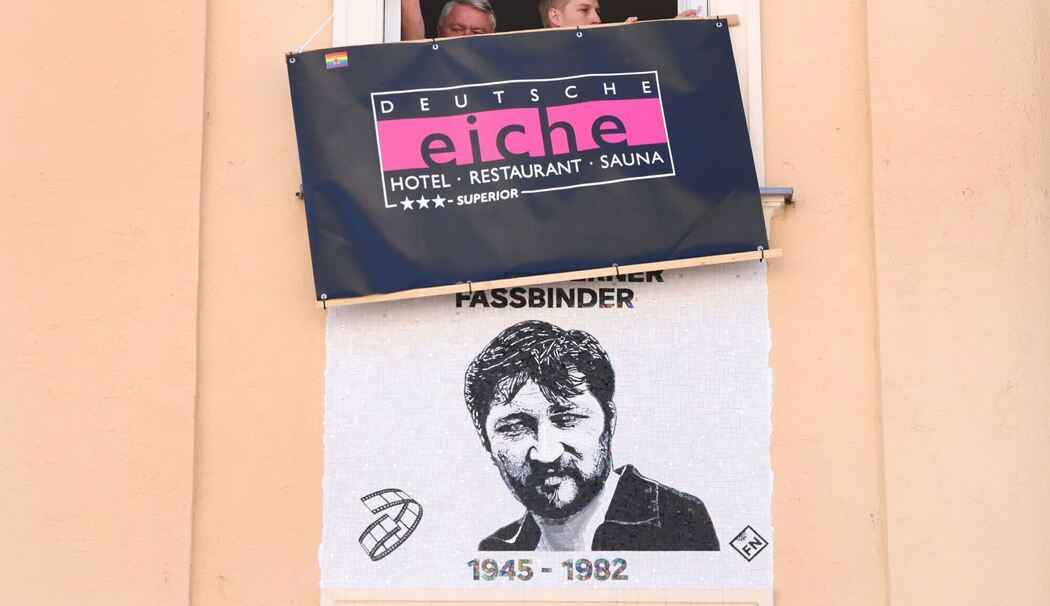 DEUTSCHE
eiche
HOTEL · RESTAURANT · SAUNA
★★★- SUPERIOR
FASSBINDER
1945 - 1982
FN